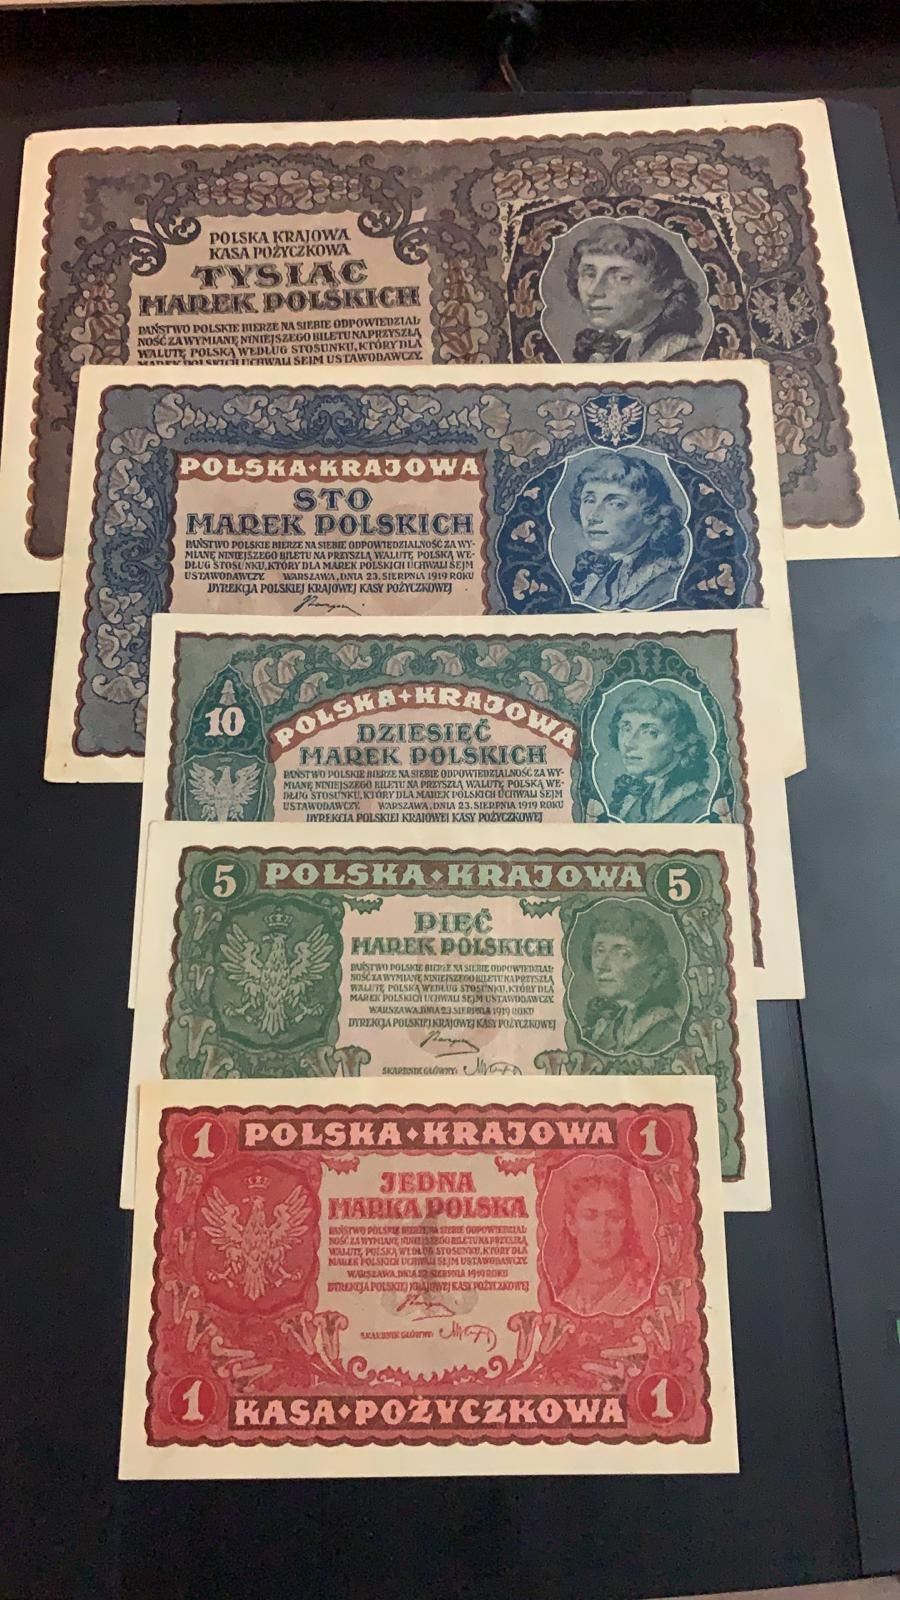 POLSKA KRAJOWA
KASA POŻYCZKOWA
TYSIĄC
MAREK POLSKICH
PAŃSTWO POLSKIE BIERZE NA SIEBIE ODPOWIEDZIAL
NOŚĆ ZA WYMIANĘ NINIEJSZEGO BILETU NA PRZYSZŁĄ
WALUTĘ POLSKĄ WEDŁUG STOSUNKU, KTÓRY DLA
MAREK POLSKICH UCHWALI SEJM USTAWODAWCZY.
POLSKA KRAJOWA
STO
MAREK POLSKICH
PAŃSTWO POLSKIE BIERZE NA SIEBIE ODPOWIEDZIALNOŚĆ ZA WY-
MIANĘ NINIEJSZEGO BILETU NA PRZYSZŁĄ WALUTĘ POLSKĄ WE-
DŁUG STOSUNKU, KTÓRY DLA MAREK POLSKICH UCHWALI SEJM
USTAWODAWCZY. WARSZAWA, DNIA 23. SIERPNIA 1919 ROKU
DYREKCJA POLSKIEJ KRAJOWEJ KASY POŻYCZKOWEJ
10
POLSKA + KRAJOWA
DZIESIĘĆ
MAREK POLSKICH
PAŃSTWO POLSKIE BIERZE NA SIEBIE ODPOWIEDZIALNOŚĆ ZA WY-
MIANĘ NINIEJSZEGO BILETU NA PRZYSZŁĄ WALUTĘ POLSKĄ WE-
DŁUG STOSUNKU, KTÓRY DLA MAREK POLSKICH UCHWALI SEJM
USTAWODAWCZY. WARSZAWA, DNIA 23. SIERPNIA 1919 ROKU
DYREKCJA POLSKIEJ KRAJOWEJ KASY POŻYCZKOWEJ
5 POLSKA KRAJOWA 5
PIĘĆ
MAREK POLSKICH
PAŃSTWO POLSKIE BIERZE NA SIEBIE ODPOWIEDZIAL-
NOŚĆ ZA WYMIANĘ NINIEJSZEGO BILETU NA PRZYSZŁĄ
WALUTĘ POLSKĄ WEDŁUG STOSUNKU, KTÓRY DLA
MAREK POLSKICH UCHWALI SEJM USTAWODAWCZY.
WARSZAWA, DNIA 23 SIERPNIA 1919 ROKU
DYREKCJA POLSKIEJ KRAJOWEJ KASY POŻYCZKOWEJ
SKARBNIK GŁÓWNY:
1 POLSKA KRAJOWA 1
JEDNA
MARKA POLSKA
PAŃSTWO POLSKIE BIERZE NA SIEBIE ODPOWIEDZIAL-
NOŚĆ ZA WYMIANĘ NINIEJSZEGO BILETU NA PRZYSZŁĄ
WALUTĘ POLSKĄ WEDŁUG STOSUNKU, KTÓRY DLA
MAREK POLSKICH UCHWALI SEJM USTAWODAWCZY.
WARSZAWA, DNIA 23 SIERPNIA 1919 ROKU
DYREKCJA POLSKIEJ KRAJOWEJ KASY POŻYCZKOWEJ
SKARBNIK GŁÓWNY:
1 KASA POŻYCZKOWA 1